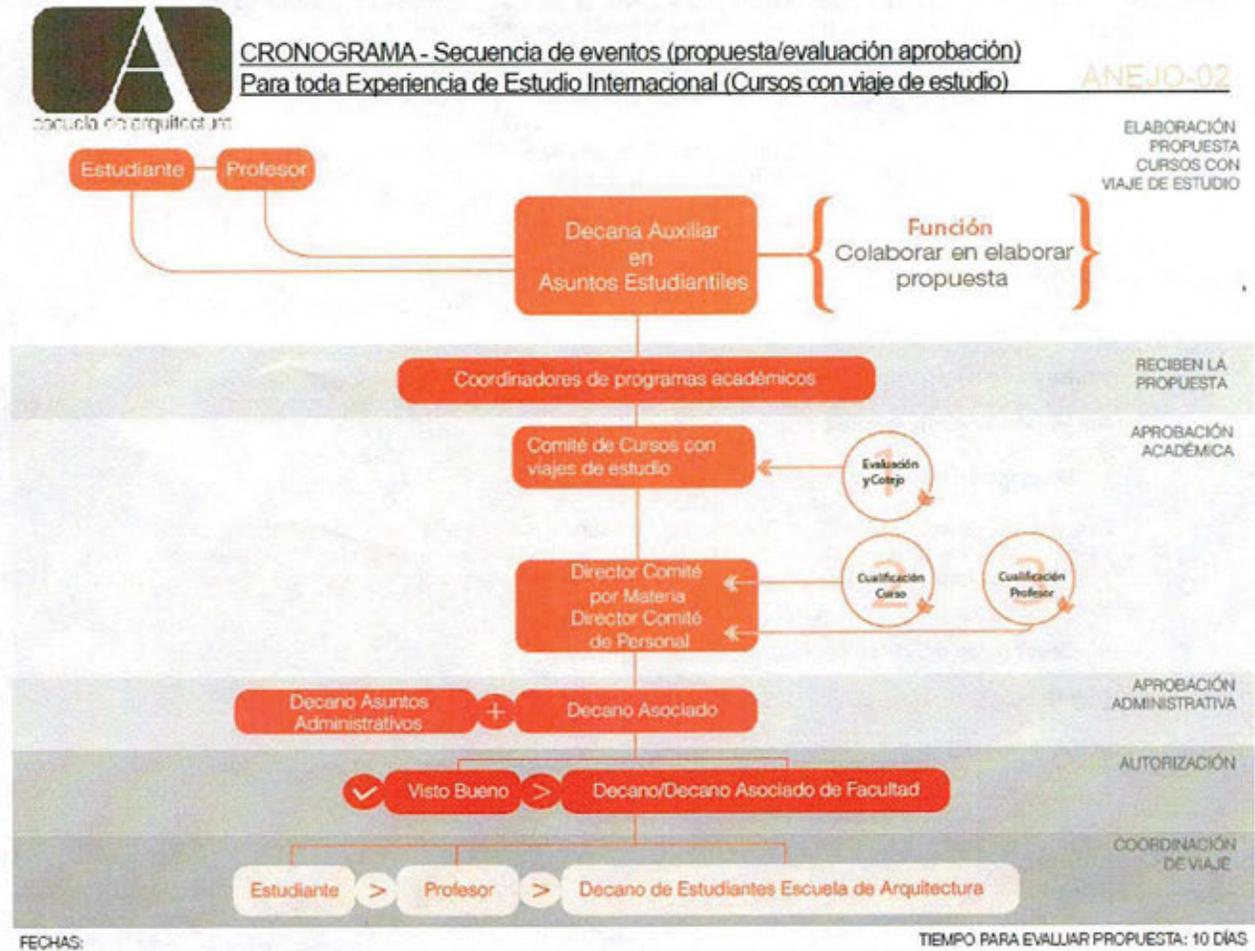 A
escuela de arquitectura
CRONOGRAMA - Secuencia de eventos (propuesta/evaluación aprobación)
Para toda Experiencia de Estudio Internacional (Cursos con viaje de estudio)
ANEJO-02
ELABORACIÓN
PROPUESTA
CURSOS CON
VIAJE DE ESTUDIO
Estudiante
Profesor
Decana Auxiliar
en
Asuntos Estudiantiles
Función
Colaborar en elaborar
propuesta
RECIBEN LA
PROPUESTA
Coordinadores de programas académicos
APROBACIÓN
ACADÉMICA
Comité de Cursos con
viajes de estudio
1
Evaluación
y Cotejo
Director Comité
por Materia
Director Comité
de Personal
2
Cualificación
Curso
3
Cualificación
Profesor
APROBACIÓN
ADMINISTRATIVA
Decano Asuntos
Administrativos
+
Decano Asociado
AUTORIZACIÓN
Visto Bueno
>
Decano/Decano Asociado de Facultad
COORDINACIÓN
DE VIAJE
Estudiante
>
Profesor
>
Decano de Estudiantes Escuela de Arquitectura
FECHAS:
TIEMPO PARA EVALUAR PROPUESTA: 10 DÍAS